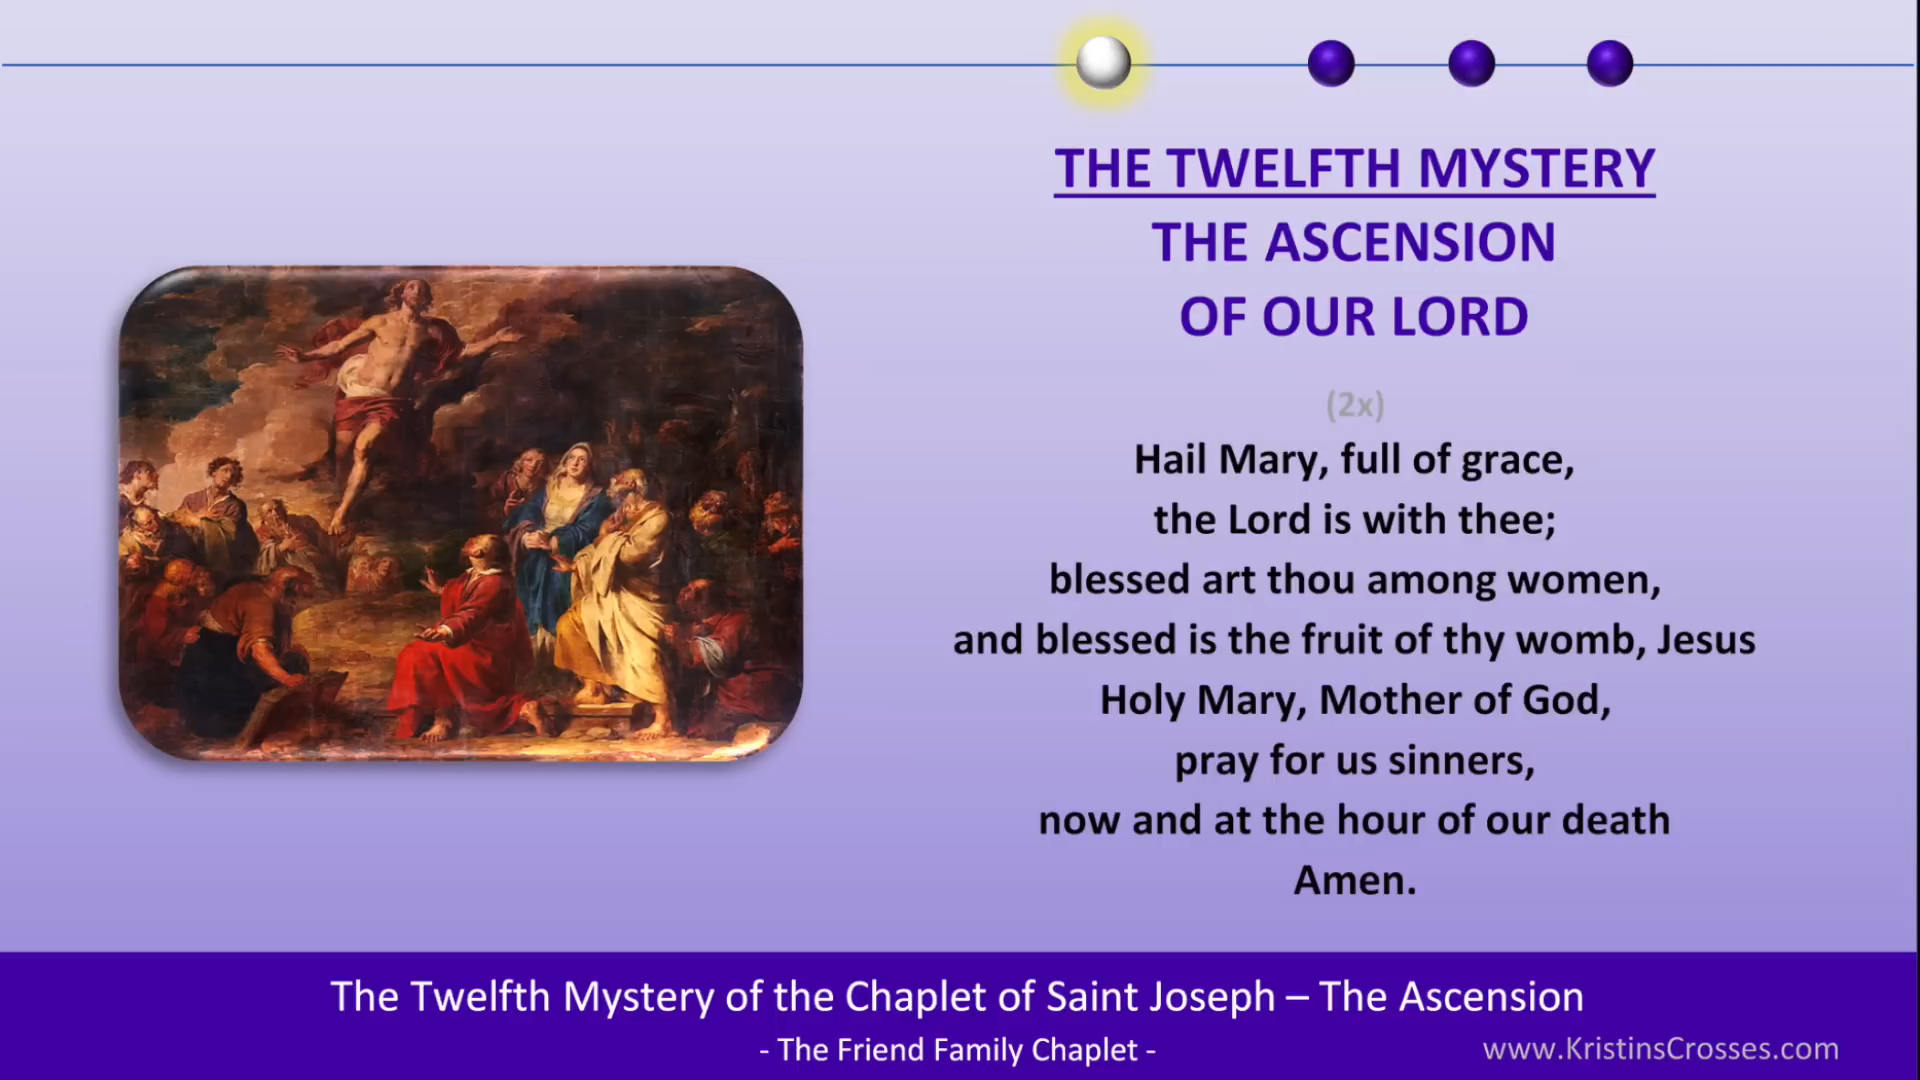 THE TWELFTH MYSTERY
THE ASCENSION
OF OUR LORD
(2x)
Hail Mary, full of grace,
the Lord is with thee;
blessed art thou among women,
and blessed is the fruit of thy womb, Jesus
Holy Mary, Mother of God,
pray for us sinners,
now and at the hour of our death
Amen.
The Twelfth Mystery of the Chaplet of Saint Joseph – The Ascension
- The Friend Family Chaplet -
www.KristinsCrosses.com